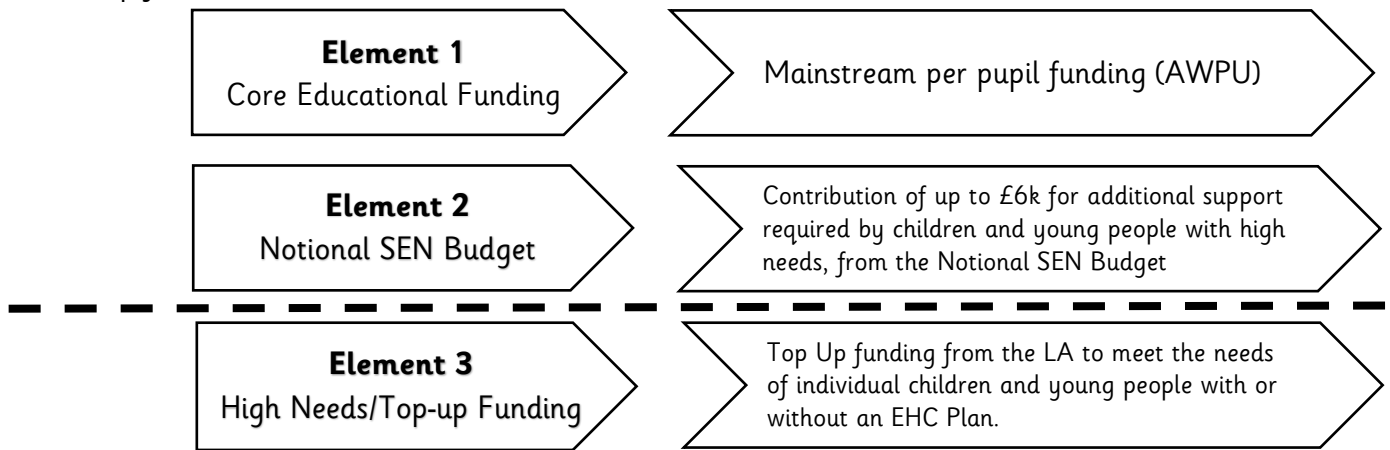 Element 1
Core Educational Funding
Mainstream per pupil funding (AWPU)
Element 2
Notional SEN Budget
Contribution of up to £6k for additional support
required by children and young people with high
needs, from the Notional SEN Budget
Element 3
High Needs/Top-up Funding
Top Up funding from the LA to meet the needs
of individual children and young people with or
without an EHC Plan.